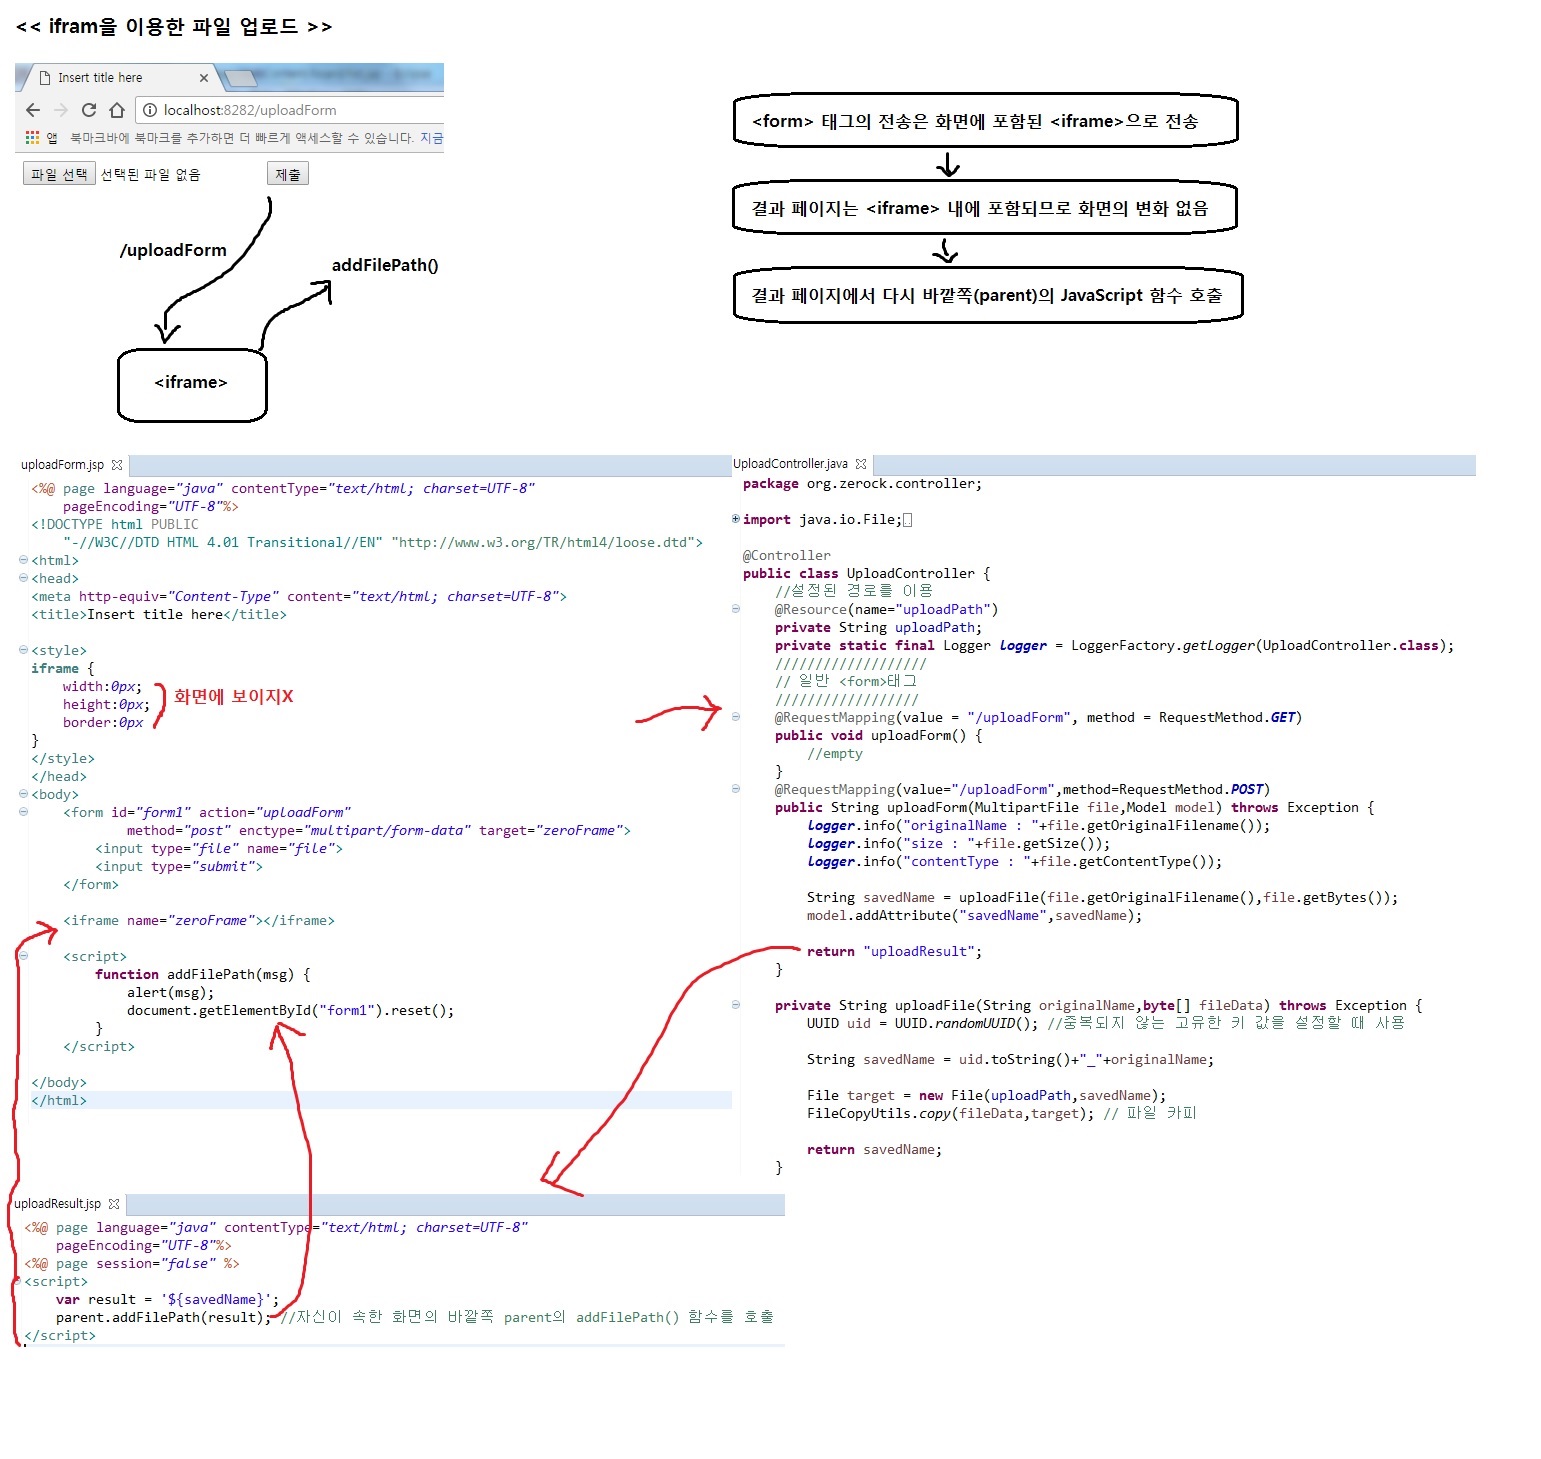 << ifram을 이용한 파일 업로드 >>
Insert title here
localhost:8282/uploadForm
앱 북마크바에 북마크를 추가하면 더 빠르게 액세스할 수 있습니다. 지금
파일 선택 선택된 파일 없음 제출
/uploadForm
addFilePath()
<iframe>
<form> 태그의 전송은 화면에 포함된 <iframe>으로 전송
결과 페이지는 <iframe> 내에 포함되므로 화면의 변화 없음
결과 페이지에서 다시 바깥쪽(parent)의 JavaScript 함수 호출
uploadForm.jsp
<%@ page language="java" contentType="text/html; charset=UTF-8"
    pageEncoding="UTF-8"%>
<!DOCTYPE html PUBLIC
    "-//W3C//DTD HTML 4.01 Transitional//EN" "http://www.w3.org/TR/html4/loose.dtd">
<html>
<head>
<meta http-equiv="Content-Type" content="text/html; charset=UTF-8">
<title>Insert title here</title>
<style>
iframe {
    width:0px;
    height:0px;
    border:0px
화면에 보이지X
}
</style>
</head>
<body>
    <form id="form1" action="uploadForm"
            method="post" enctype="multipart/form-data" target="zeroFrame">
        <input type="file" name="file">
        <input type="submit">
    </form>
    <iframe name="zeroFrame"></iframe>
    <script>
        function addFilePath(msg) {
            alert(msg);
            document.getElementById("form1").reset();
        }
    </script>
</body>
</html>
UploadController.java
package org.zerock.controller;
import java.io.File;
@Controller
public class UploadController {
    //설정된 경로를 이용
    @Resource(name="uploadPath")
    private String uploadPath;
    private static final Logger logger = LoggerFactory.getLogger(UploadController.class);
    ///////////////////
    // 일반 <form>태그
    //////////////////
    @RequestMapping(value = "/uploadForm", method = RequestMethod.GET)
    public void uploadForm() {
        //empty
    }
    @RequestMapping(value="/uploadForm",method=RequestMethod.POST)
    public String uploadForm(MultipartFile file,Model model) throws Exception {
        logger.info("originalName : "+file.getOriginalFilename());
        logger.info("size : "+file.getSize());
        logger.info("contentType : "+file.getContentType());
        String savedName = uploadFile(file.getOriginalFilename(),file.getBytes());
        model.addAttribute("savedName",savedName);
        return "uploadResult";
    }
    private String uploadFile(String originalName,byte[] fileData) throws Exception {
        UUID uid = UUID.randomUUID(); //중복되지 않는 고유한 키 값을 설정할 때 사용
        String savedName = uid.toString()+"_"+originalName;
        File target = new File(uploadPath,savedName);
        FileCopyUtils.copy(fileData,target); // 파일 카피
        return savedName;
    }
uploadResult.jsp
<%@ page language="java" contentType="text/html; charset=UTF-8"
    pageEncoding="UTF-8"%>
<%@ page session="false" %>
<script>
    var result = '${savedName}';
    parent.addFilePath(result); //자신이 속한 화면의 바깥쪽 parent의 addFilePath() 함수를 호출
</script>